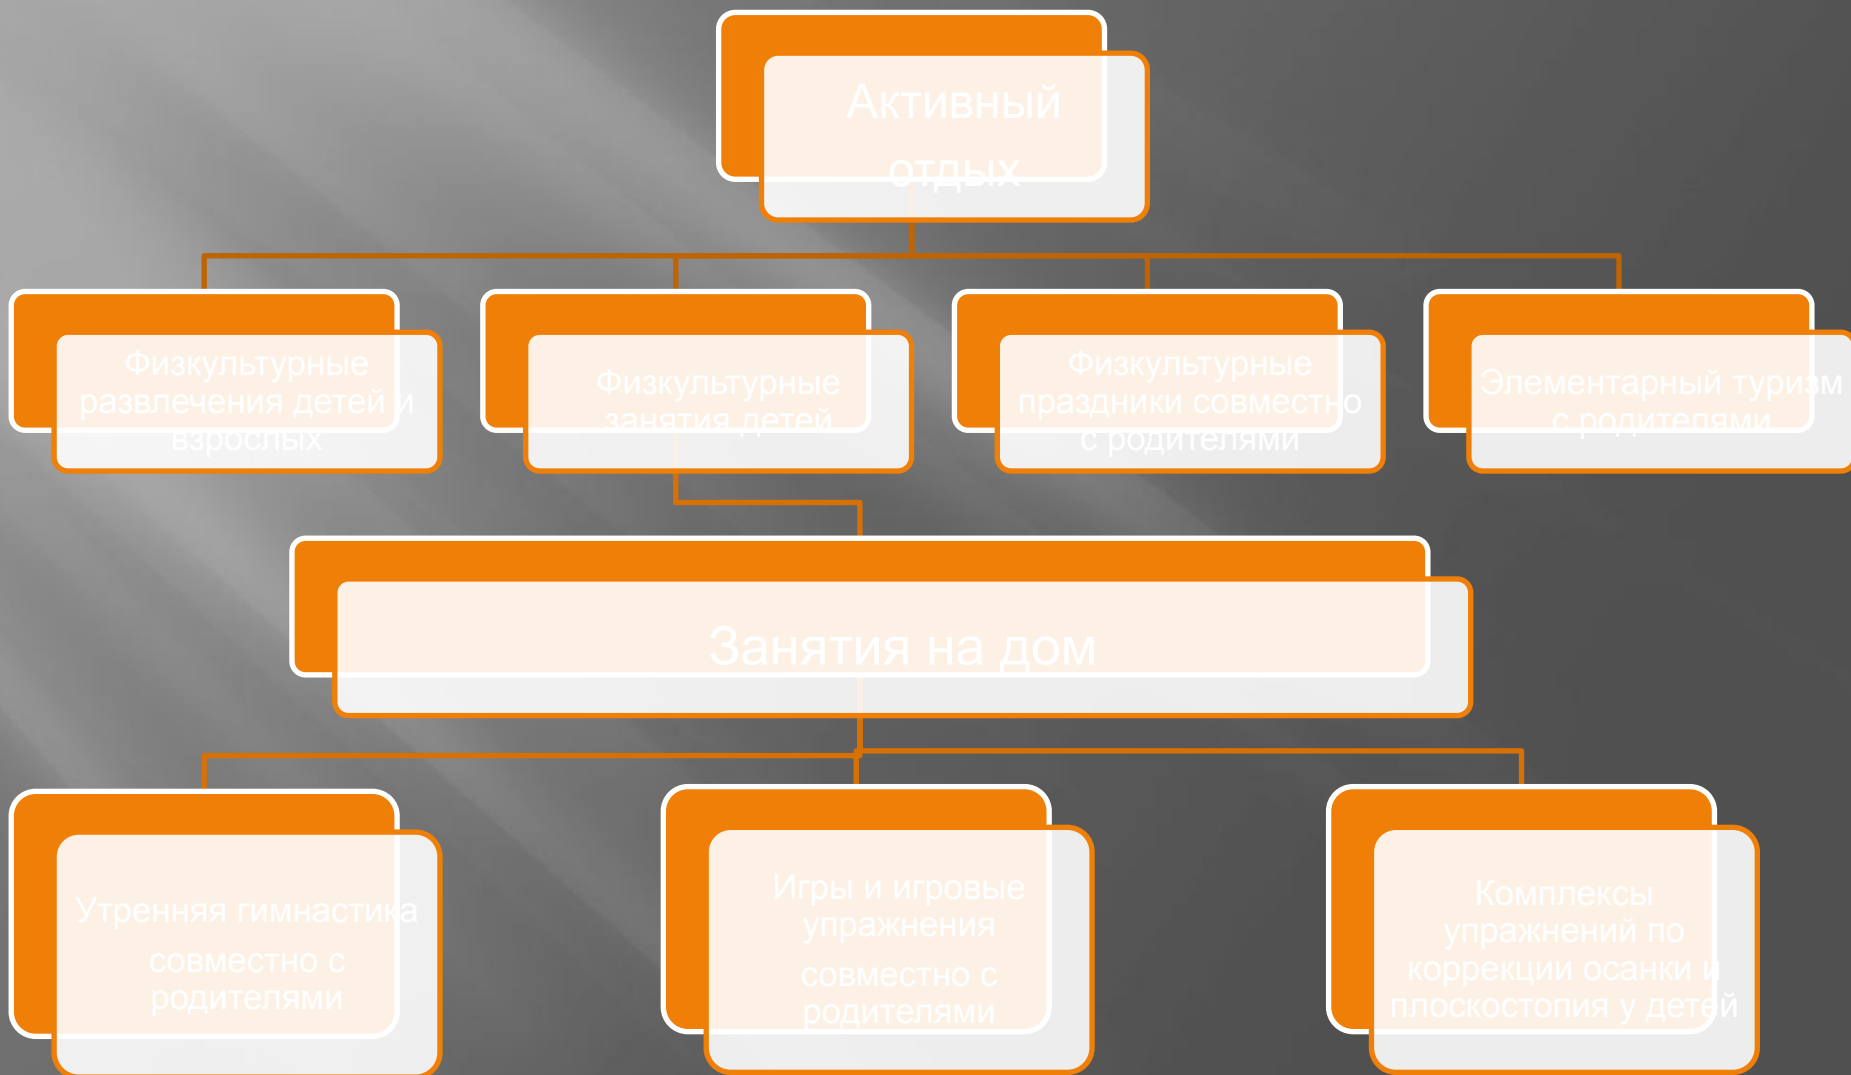 Активный
отдых
Физкультурные
развлечения детей и
взрослых
Физкультурные
занятия детей
Физкультурные
праздники совместно
с родителями
Элементарный туризм
с родителями
Занятия на дом
Утренняя гимнастика
совместно с
родителями
Игры и игровые
упражнения
совместно с
родителями
Комплексы
упражнений по
коррекции осанки и
плоскостопия у детей